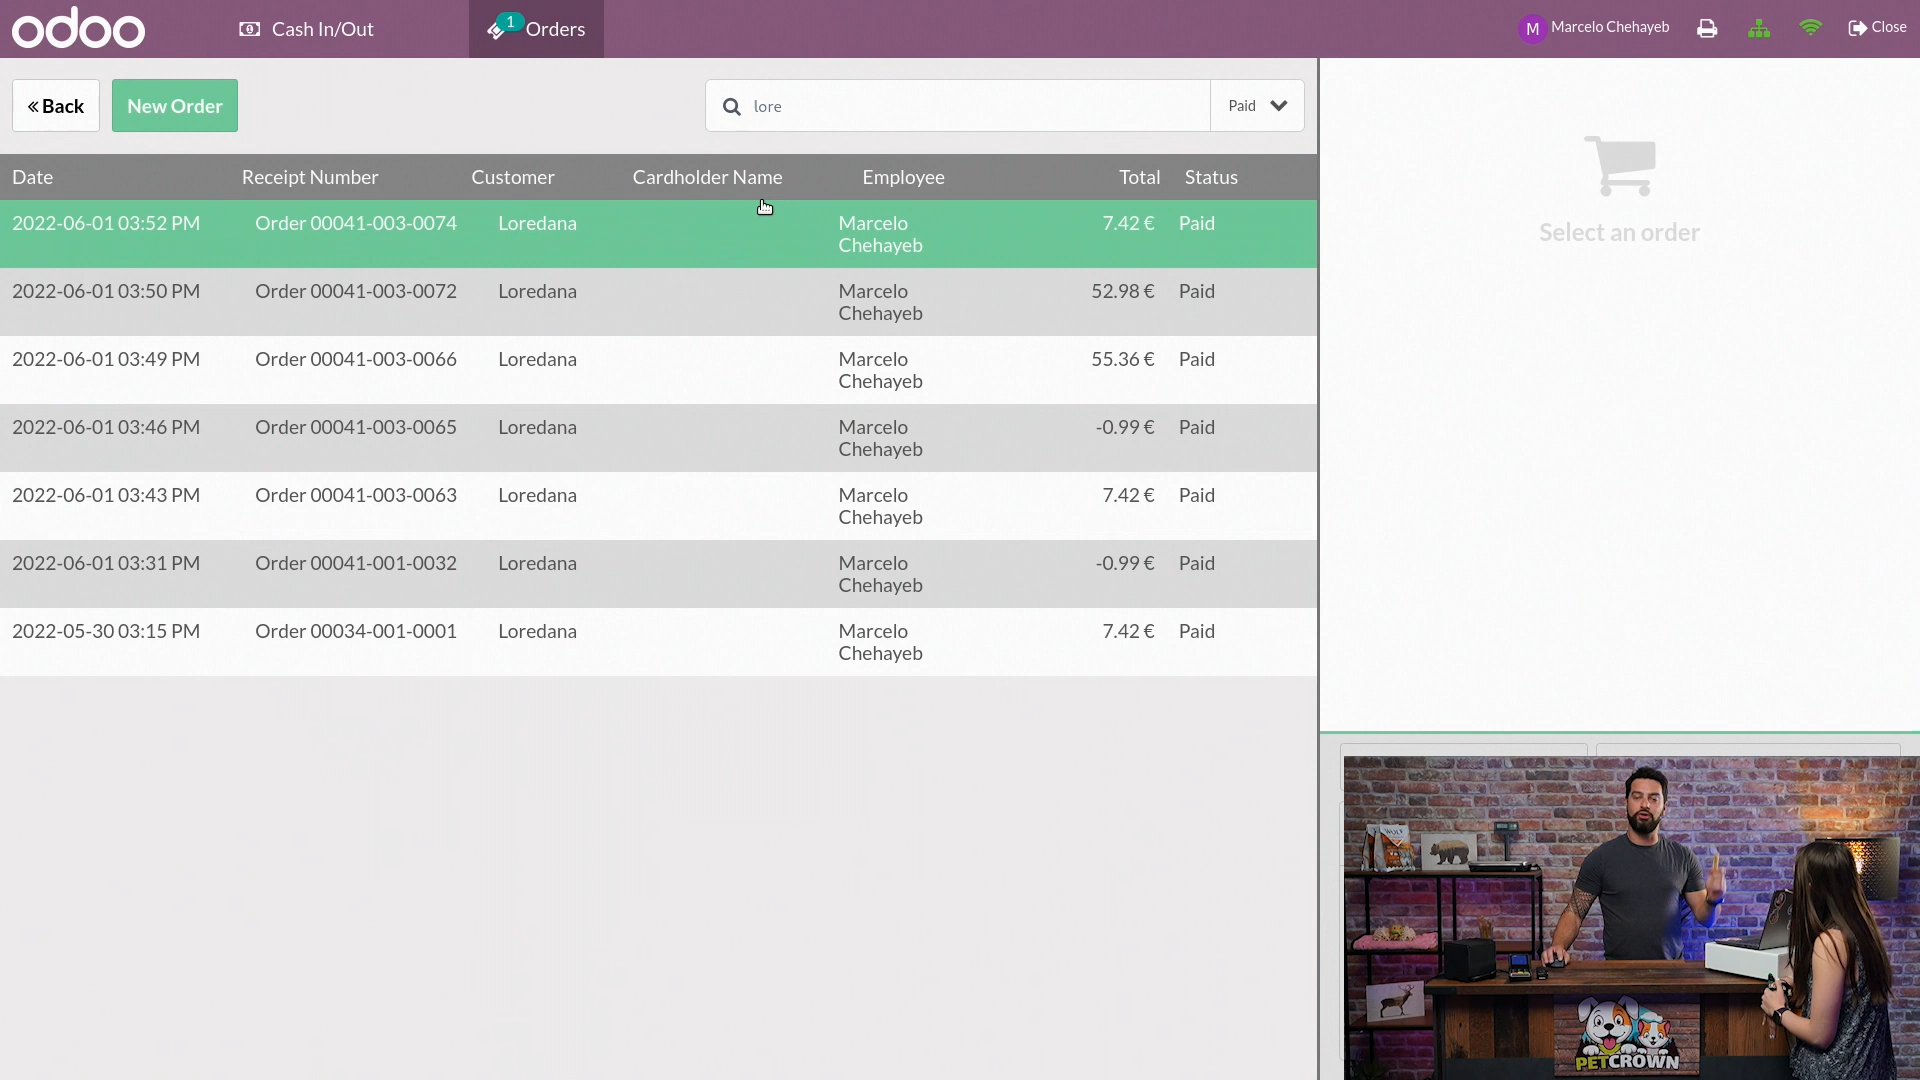 odoo
Cash In/Out
1 Orders
M Marcelo Chehayeb
Close
« Back
New Order
lore
Paid
Date Receipt Number Customer Cardholder Name Employee Total Status
2022-06-01 03:52 PM Order 00041-003-0074 Loredana Marcelo Chehayeb 7.42 € Paid
2022-06-01 03:50 PM Order 00041-003-0072 Loredana Marcelo Chehayeb 52.98 € Paid
2022-06-01 03:49 PM Order 00041-003-0066 Loredana Marcelo Chehayeb 55.36 € Paid
2022-06-01 03:46 PM Order 00041-003-0065 Loredana Marcelo Chehayeb -0.99 € Paid
2022-06-01 03:43 PM Order 00041-003-0063 Loredana Marcelo Chehayeb 7.42 € Paid
2022-06-01 03:31 PM Order 00041-001-0032 Loredana Marcelo Chehayeb -0.99 € Paid
2022-05-30 03:15 PM Order 00034-001-0001 Loredana Marcelo Chehayeb 7.42 € Paid
Select an order
PETCROWN